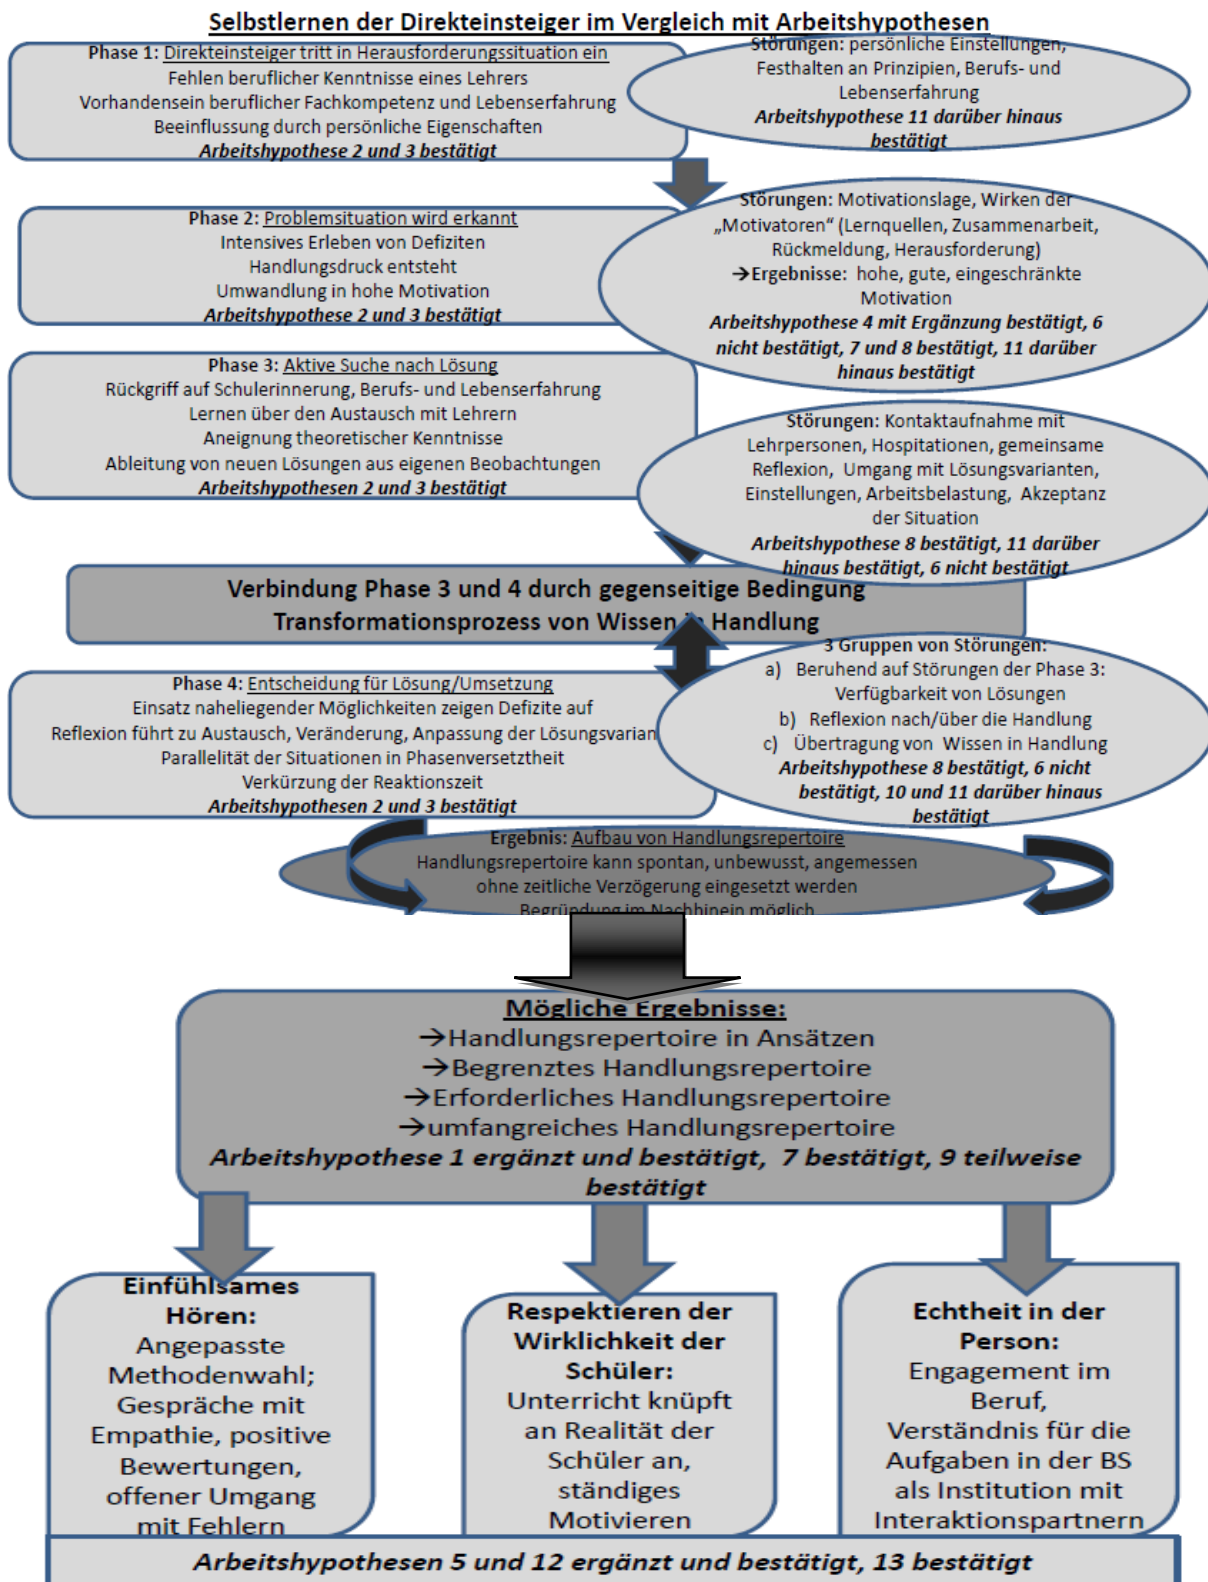 Selbstlernen der Direkteinsteiger im Vergleich mit Arbeitshypothesen
Phase 1: Direkteinsteiger tritt in Herausforderungssituation ein
Fehlen beruflicher Kenntnisse eines Lehrers
Vorhandensein beruflicher Fachkompetenz und Lebenserfahrung
Beeinflussung durch persönliche Eigenschaften
Arbeitshypothese 2 und 3 bestätigt
Störungen: persönliche Einstellungen,
Festhalten an Prinzipien, Berufs- und
Lebenserfahrung
Arbeitshypothese 11 darüber hinaus
bestätigt
Phase 2: Problemsituation wird erkannt
Intensives Erleben von Defiziten
Handlungsdruck entsteht
Umwandlung in hohe Motivation
Arbeitshypothese 2 und 3 bestätigt
Störungen: Motivationslage, Wirken der
„Motivatoren“ (Lernquellen, Zusammenarbeit,
Rückmeldung, Herausforderung)
→Ergebnisse: hohe, gute, eingeschränkte
Motivation
Arbeitshypothese 4 mit Ergänzung bestätigt, 6
nicht bestätigt, 7 und 8 bestätigt, 11 darüber
hinaus bestätigt
Phase 3: Aktive Suche nach Lösung
Rückgriff auf Schulerinnerung, Berufs- und Lebenserfahrung
Lernen über den Austausch mit Lehrern
Aneignung theoretischer Kenntnisse
Ableitung von neuen Lösungen aus eigenen Beobachtungen
Arbeitshypothesen 2 und 3 bestätigt
Störungen: Kontaktaufnahme mit
Lehrpersonen, Hospitationen, gemeinsame
Reflexion, Umgang mit Lösungsvarianten,
Einstellungen, Arbeitsbelastung, Akzeptanz
der Situation
Arbeitshypothese 8 bestätigt, 11 darüber
hinaus bestätigt, 6 nicht bestätigt
Verbindung Phase 3 und 4 durch gegenseitige Bedingung
Transformationsprozess von Wissen in Handlung
Phase 4: Entscheidung für Lösung/Umsetzung
Einsatz naheliegender Möglichkeiten zeigen Defizite auf
Reflexion führt zu Austausch, Veränderung, Anpassung der Lösungsvarian
Parallelität der Situationen in Phasenversetztheit
Verkürzung der Reaktionszeit
Arbeitshypothesen 2 und 3 bestätigt
3 Gruppen von Störungen:
a) Beruhend auf Störungen der Phase 3:
Verfügbarkeit von Lösungen
b) Reflexion nach/über die Handlung
c) Übertragung von Wissen in Handlung
Arbeitshypothese 8 bestätigt, 6 nicht
bestätigt, 10 und 11 darüber hinaus
bestätigt
Ergebnis: Aufbau von Handlungsrepertoire
Handlungsrepertoire kann spontan, unbewusst, angemessen
ohne zeitliche Verzögerung eingesetzt werden
Begründung im Nachhinein möglich
Mögliche Ergebnisse:
→Handlungsrepertoire in Ansätzen
→Begrenztes Handlungsrepertoire
→Erforderliches Handlungsrepertoire
→umfangreiches Handlungsrepertoire
Arbeitshypothese 1 ergänzt und bestätigt, 7 bestätigt, 9 teilweise
bestätigt
Einfühlsames
Hören:
Angepasste
Methodenwahl;
Gespräche mit
Empathie, positive
Bewertungen,
offener Umgang
mit Fehlern
Respektieren der
Wirklichkeit der
Schüler:
Unterricht knüpft
an Realität der
Schüler an,
ständiges
Motivieren
Echtheit in der
Person:
Engagement im
Beruf,
Verständnis für die
Aufgaben in der BS
als Institution mit
Interaktionspartnern
Arbeitshypothesen 5 und 12 ergänzt und bestätigt, 13 bestätigt